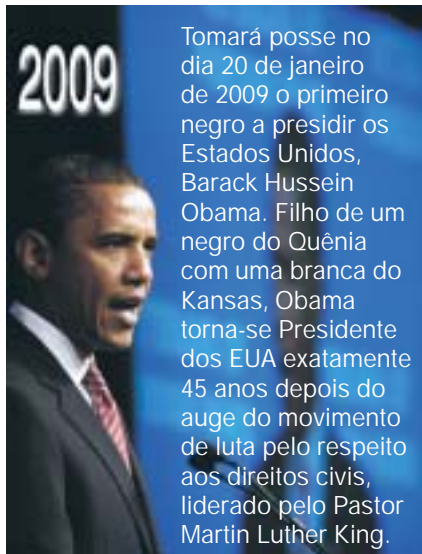 2009
Tomará posse no
dia 20 de janeiro
de 2009 o primeiro
negro a presidir os
Estados Unidos,
Barack Hussein
Obama. Filho de um
negro do Quênia
com uma branca do
Kansas, Obama
torna-se Presidente
dos EUA exatamente
45 anos depois do
auge do movimento
de luta pelo respeito
aos direitos civis,
liderado pelo Pastor
Martin Luther King.